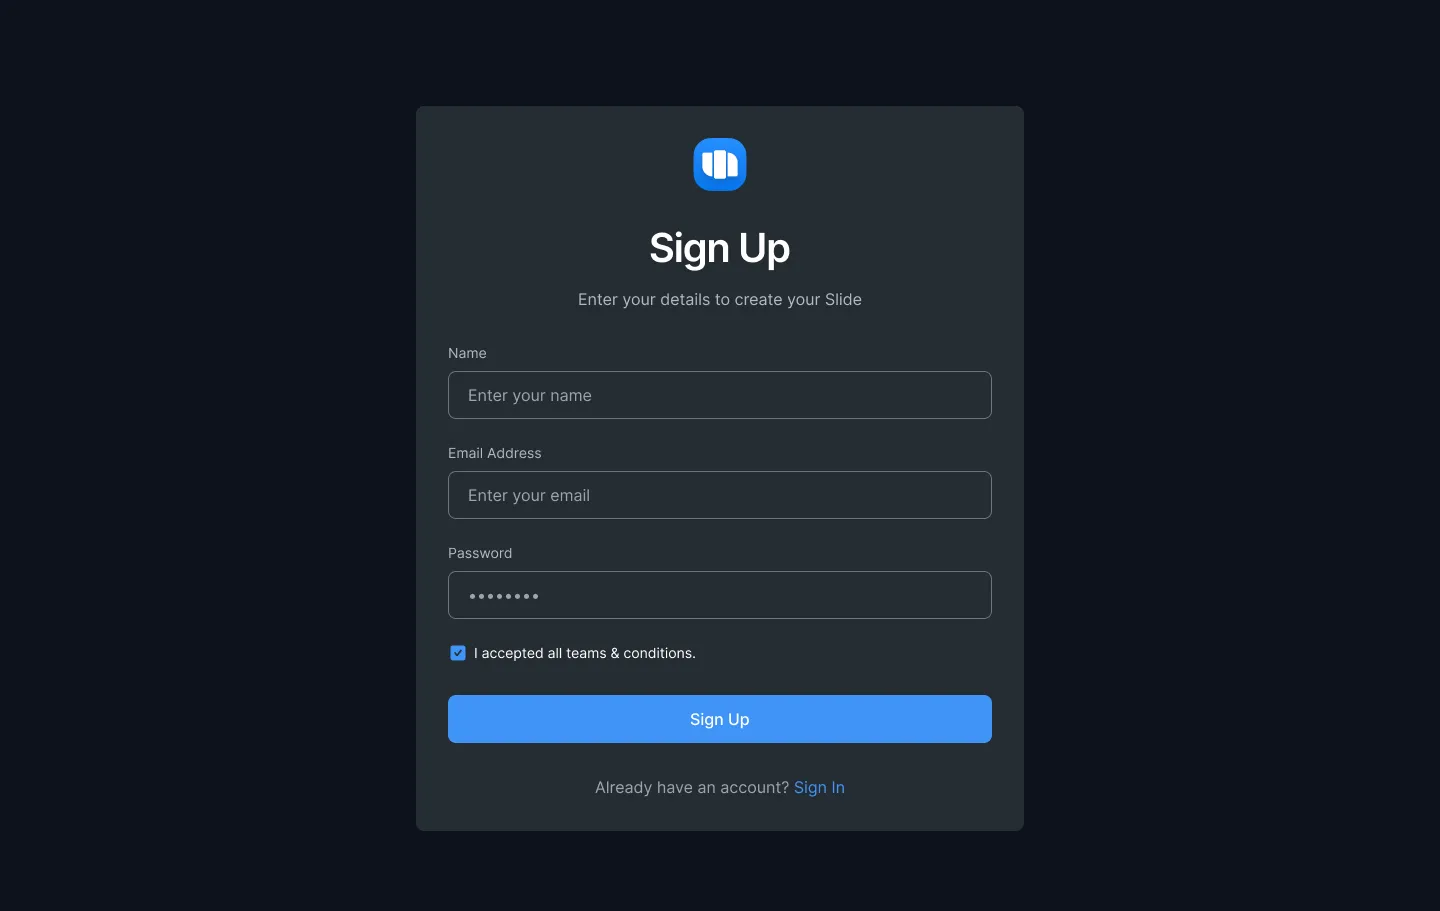 Sign Up
Enter your details to create your Slide
Name
Enter your name
Email Address
Enter your email
Password
••••••••
I accepted all teams & conditions.
Sign Up
Already have an account? Sign In